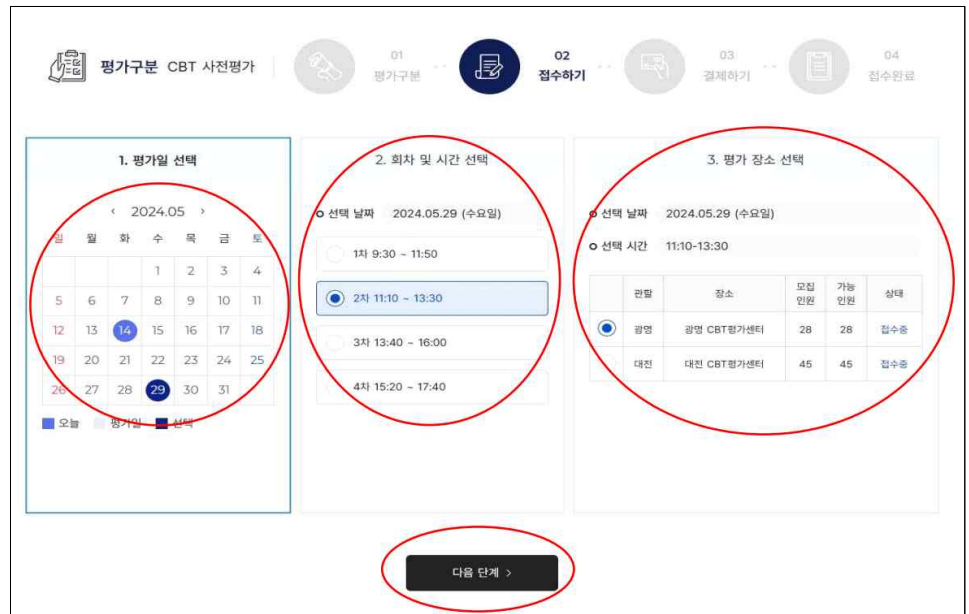 평가구분 CBT 사전평가
01
평가구분
02
접수하기
03
결제하기
04
접수완료
1. 평가일 선택
‹ 2024.05 ›
일 월 화 수 목 금 토
1 2 3 4
5 6 7 8 9 10 11
12 13 14 15 16 17 18
19 20 21 22 23 24 25
26 27 28 29 30 31
오늘 평가일 선택
2. 회차 및 시간 선택
선택 날짜 2024.05.29 (수요일)
1차 9:30 ~ 11:50
2차 11:10 ~ 13:30
3차 13:40 ~ 16:00
4차 15:20 ~ 17:40
3. 평가 장소 선택
선택 날짜 2024.05.29 (수요일)
선택 시간 11:10-13:30
관할 장소 모집인원 가능인원 상태
광명 광명 CBT평가센터 28 28 접수중
대전 대전 CBT평가센터 45 45 접수중
다음 단계 ›